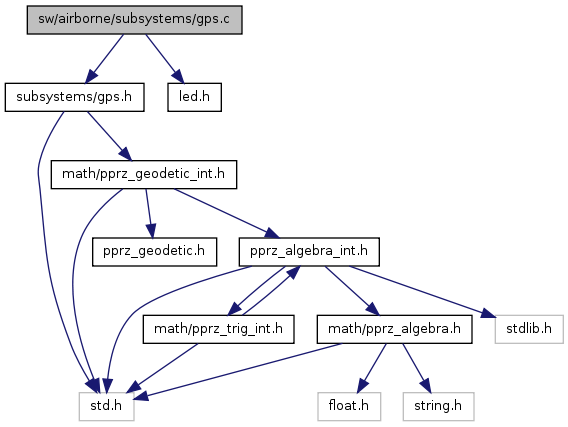 sw/airborne/subsystems/gps.c
subsystems/gps.h
led.h
math/pprz_geodetic_int.h
pprz_geodetic.h
pprz_algebra_int.h
math/pprz_trig_int.h
math/pprz_algebra.h
stdlib.h
std.h
float.h
string.h